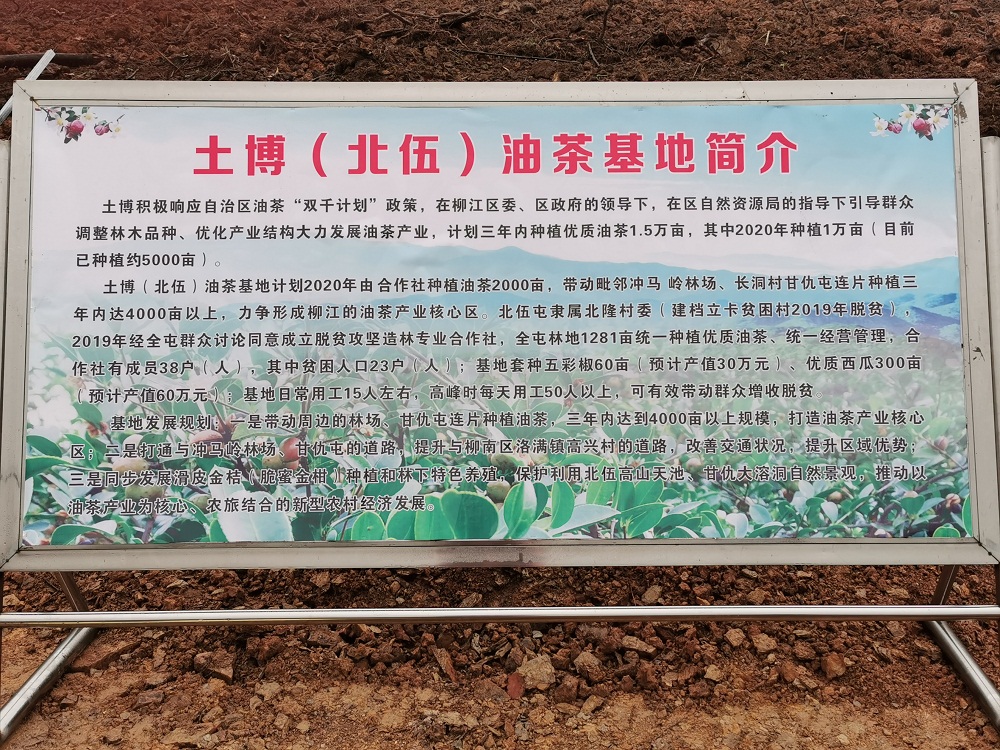 土博（北伍）油茶基地简介
土博积极响应自治区油茶“双千计划”政策，在柳江区委、区政府的领导下，在区自然资源局的指导下引导群众
调整林木品种、优化产业结构大力发展油茶产业，计划三年内种植优质油茶1.5万亩，其中2020年种植1万亩（目前
已种植约5000亩）。
土博（北伍）油茶基地计划2020年由合作社种植油茶2000亩，带动毗邻冲马 岭林场、长洞村甘仇屯连片种植三
年内达4000亩以上，力争形成柳江的油茶产业核心区。北伍屯隶属北隆村委（建档立卡贫困村2019年脱贫），
2019年经全屯群众讨论同意成立脱贫攻坚造林专业合作社，全屯林地1281亩统一种植优质油茶、统一经营管理，合
作社有成员38户（人），其中贫困人口23户（人）；基地套种五彩椒60亩（预计产值30万元）、优质西瓜300亩
（预计产值60万元）；基地日常用工15人左右，高峰时每天用工50人以上，可有效带动群众增收脱贫。
基地发展规划：一是带动周边的林场、甘仇屯连片种植油茶，三年内达到4000亩以上规模，打造油茶产业核心
区；二是打通与冲马岭林场、甘仇屯的道路，提升与柳南区洛满镇高兴村的道路，改善交通状况，提升区域优势；
三是同步发展滑皮金桔（脆蜜金柑）种植和林下特色养殖，保护利用北伍高山天池、甘仇大溶洞自然景观，推动以
油茶产业为核心、农旅结合的新型农村经济发展。